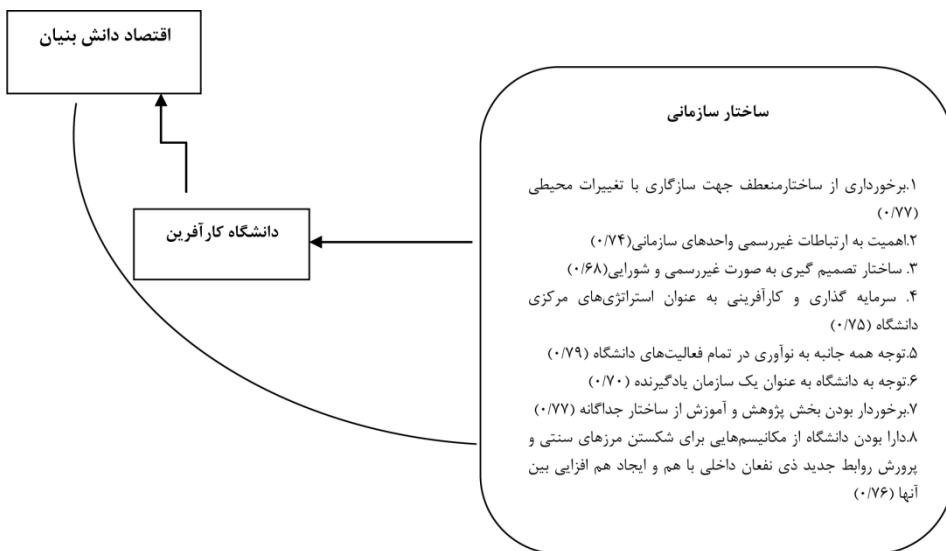 اقتصاد دانش بنیان
دانشگاه کارآفرین
ساختار سازمانی
۱.برخورداری از ساختارمنعطف جهت سازگاری با تغییرات محیطی
(۰/۷۷)
۲.اهمیت به ارتباطات غیررسمی واحدهای سازمانی(۰/۷۴)
۳. ساختار تصمیم گیری به صورت غیررسمی و شورایی(۰/۶۸)
۴. سرمایه گذاری و کارآفرینی به عنوان استراتژی‌های مرکزی
دانشگاه (۰/۷۵)
۵.توجه همه جانبه به نوآوری در تمام فعالیت‌های دانشگاه (۰/۷۹)
۶.توجه به دانشگاه به عنوان یک سازمان یادگیرنده (۰/۷۰)
۷.برخوردار بودن بخش پژوهش و آموزش از ساختار جداگانه (۰/۷۷)
۸.دارا بودن دانشگاه از مکانیسم‌هایی برای شکستن مرزهای سنتی و
پرورش روابط جدید ذی نفعان داخلی با هم و ایجاد هم افزایی بین
آنها (۰/۷۶)